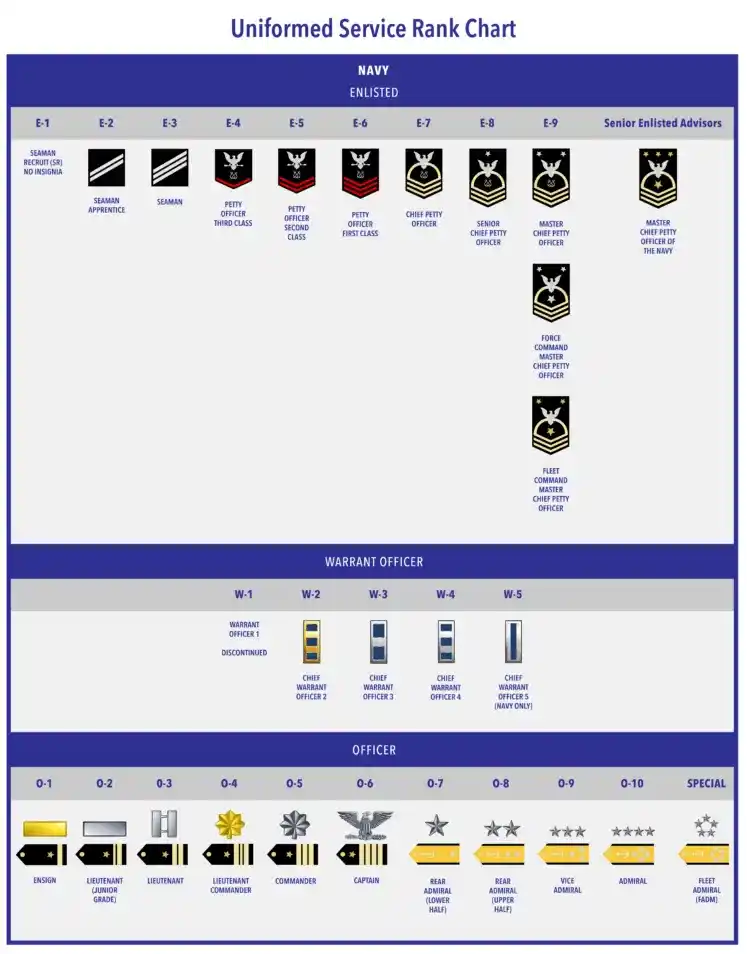 Uniformed Service Rank Chart
NAVY
ENLISTED
E-1 E-2 E-3 E-4 E-5 E-6 E-7 E-8 E-9 Senior Enlisted Advisors
SEAMAN
RECRUIT (SR)
NO INSIGNIA
SEAMAN
APPRENTICE
SEAMAN
PETTY
OFFICER
THIRD CLASS
PETTY
OFFICER
SECOND
CLASS
PETTY
OFFICER
FIRST CLASS
CHIEF PETTY
OFFICER
SENIOR
CHIEF PETTY
OFFICER
MASTER
CHIEF PETTY
OFFICER
MASTER
CHIEF PETTY
OFFICER OF
THE NAVY
FORCE
COMMAND
MASTER
CHIEF PETTY
OFFICER
FLEET
COMMAND
MASTER
CHIEF PETTY
OFFICER
WARRANT OFFICER
W-1 W-2 W-3 W-4 W-5
WARRANT
OFFICER 1
DISCONTINUED
CHIEF
WARRANT
OFFICER 2
CHIEF
WARRANT
OFFICER 3
CHIEF
WARRANT
OFFICER 4
CHIEF
WARRANT
OFFICER 5
(NAVY ONLY)
OFFICER
O-1 O-2 O-3 O-4 O-5 O-6 O-7 O-8 O-9 O-10 SPECIAL
ENSIGN
LIEUTENANT
(JUNIOR
GRADE)
LIEUTENANT
LIEUTENANT
COMMANDER
COMMANDER
CAPTAIN
REAR
ADMIRAL
(LOWER
HALF)
REAR
ADMIRAL
(UPPER
HALF)
VICE
ADMIRAL
ADMIRAL
FLEET
ADMIRAL
(FADM)